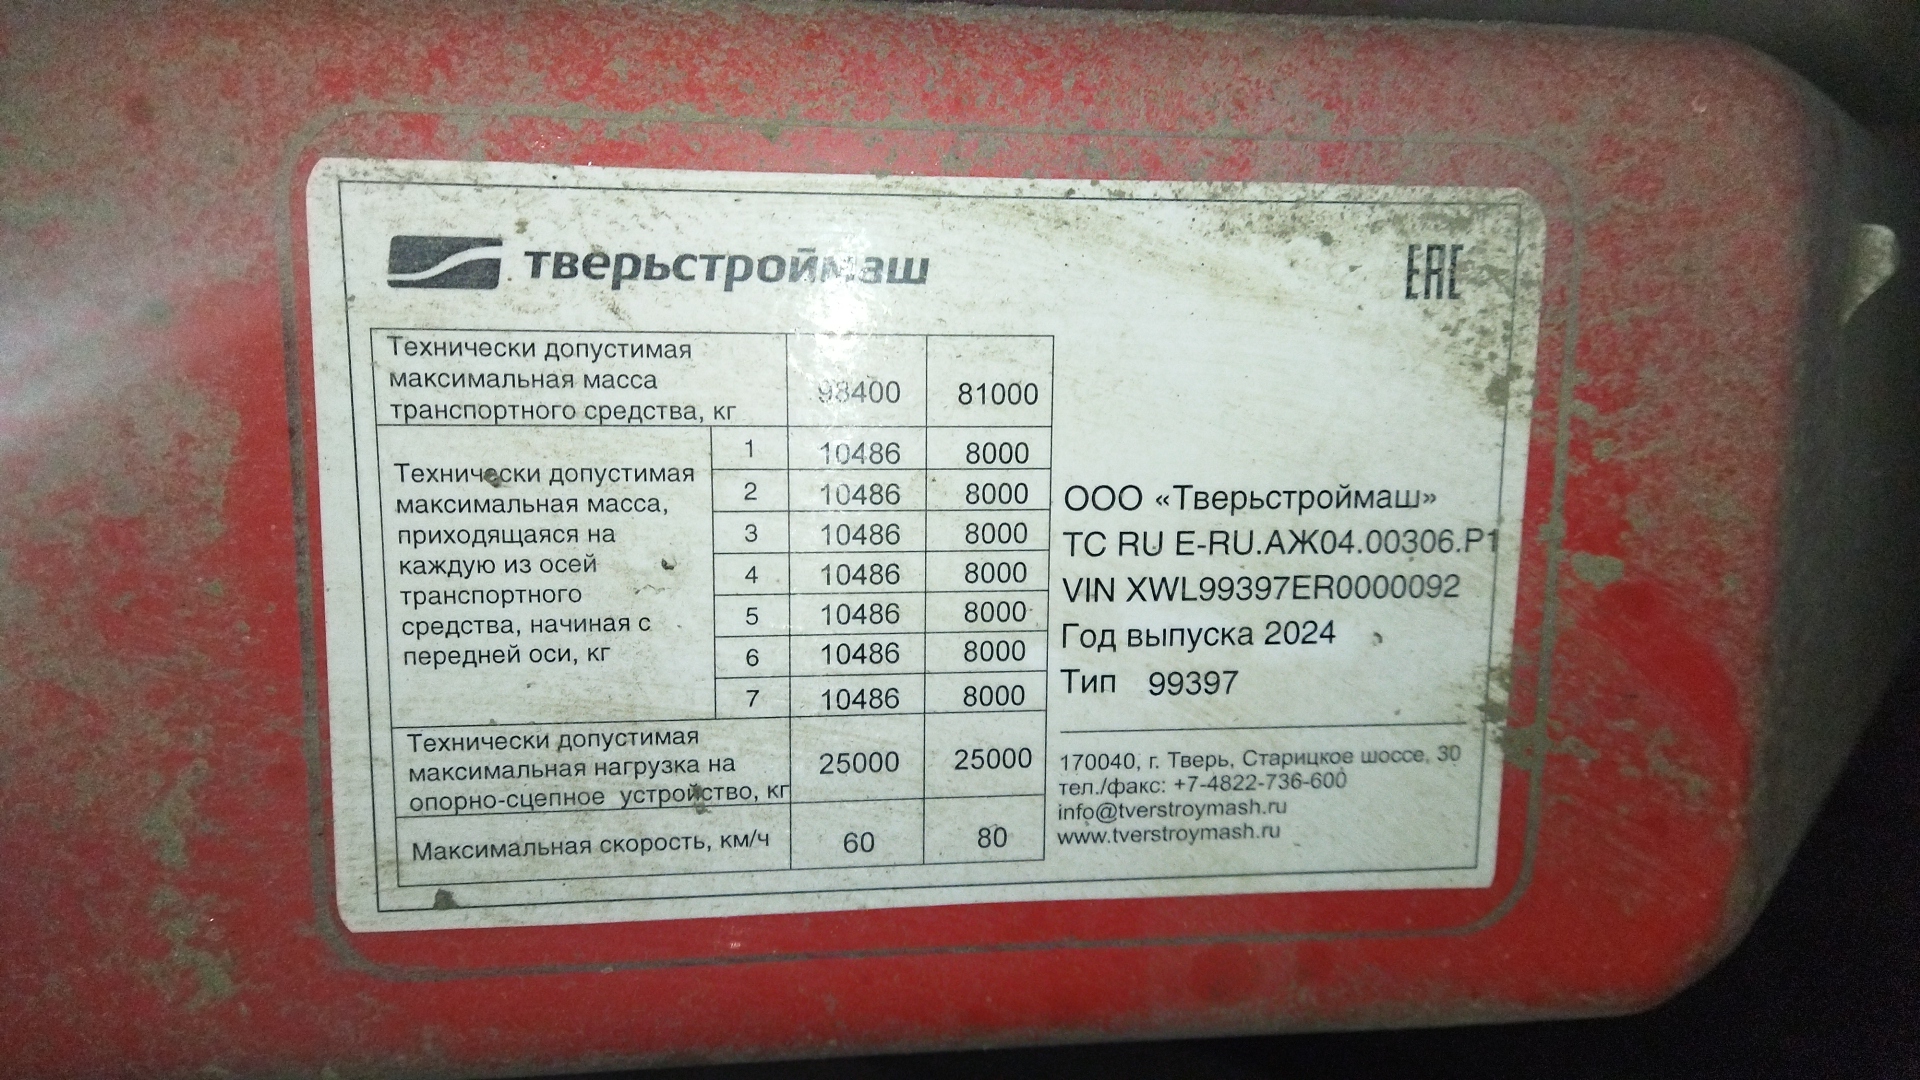 тверьстроймаш
EAC
Технически допустимая
максимальная масса
транспортного средства, кг
98400
81000
Технически допустимая
максимальная масса,
приходящаяся на
каждую из осей
транспортного
средства, начиная с
передней оси, кг
1 10486 8000
2 10486 8000
3 10486 8000
4 10486 8000
5 10486 8000
6 10486 8000
7 10486 8000
Технически допустимая
максимальная нагрузка на
опорно-сцепное устройство, кг
25000
25000
Максимальная скорость, км/ч 60 80
ООО «Тверьстроймаш»
ТС RU E-RU.АЖ04.00306.Р1
VIN XWL99397ER0000092
Год выпуска 2024
Тип 99397
170040, г. Тверь, Старицкое шоссе, 30
тел./факс: +7-4822-736-600
info@tverstroymash.ru
www.tverstroymash.ru